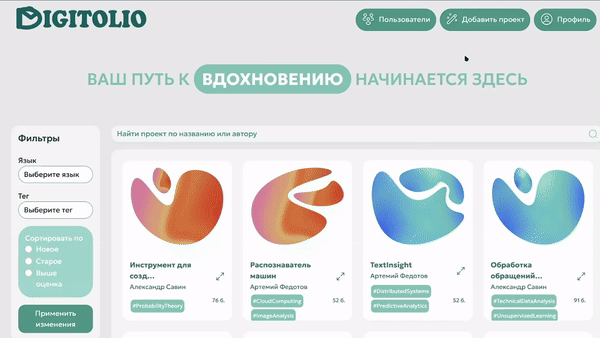 DIGITOLIO
Пользователи
Добавить проект
Профиль
ВАШ ПУТЬ К ВДОХНОВЕНИЮ НАЧИНАЕТСЯ ЗДЕСЬ
Фильтры
Язык
Выберите язык
Тег
Выберите тег
Сортировать по
Новое
Старое
Выше
оценка
Применить
изменения
Найти проект по названию или автору
Инструмент для
созд...
Александр Савин
#ProbabilityTheory
76 б.
Распознаватель
машин
Артемий Федотов
#CloudComputing
#ImageAnalysis
52 б.
TextInsight
Артемий Федотов
#DistributedSystems
#PredictiveAnalytics
52 б.
Обработка
обращений...
Александр Савин
#TechnicalDataAnalysis
#UnsupervisedLearning
91 б.